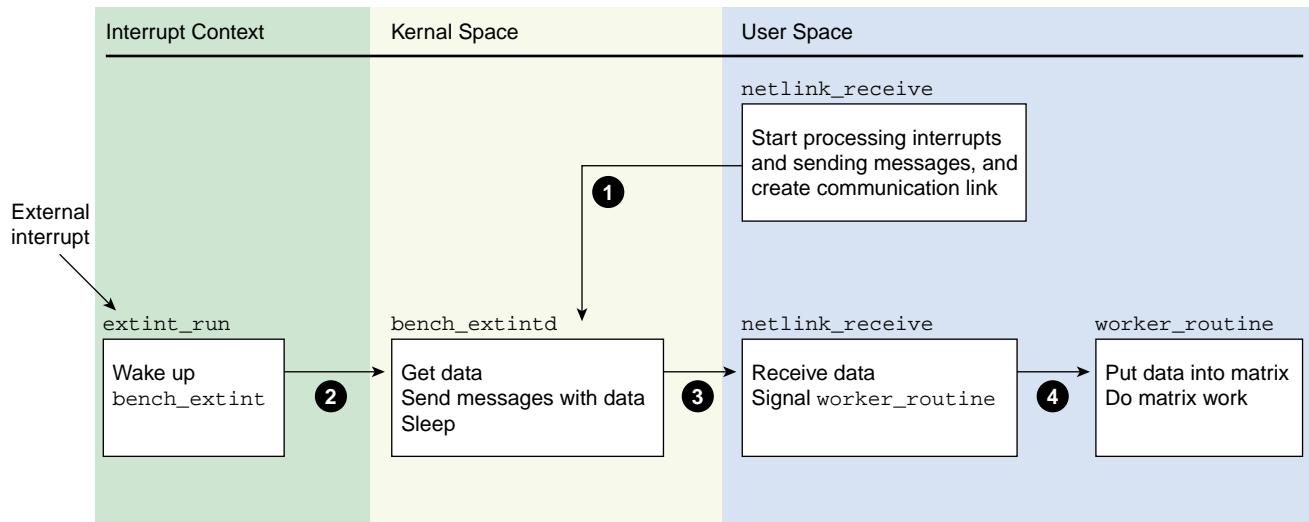 Interrupt Context
Kernal Space
User Space
netlink_receive
Start processing interrupts
and sending messages, and
create communication link
1
External
interrupt
extint_run
Wake up
bench_extint
2
bench_extintd
Get data
Send messages with data
Sleep
3
netlink_receive
Receive data
Signal worker_routine
4
worker_routine
Put data into matrix
Do matrix work